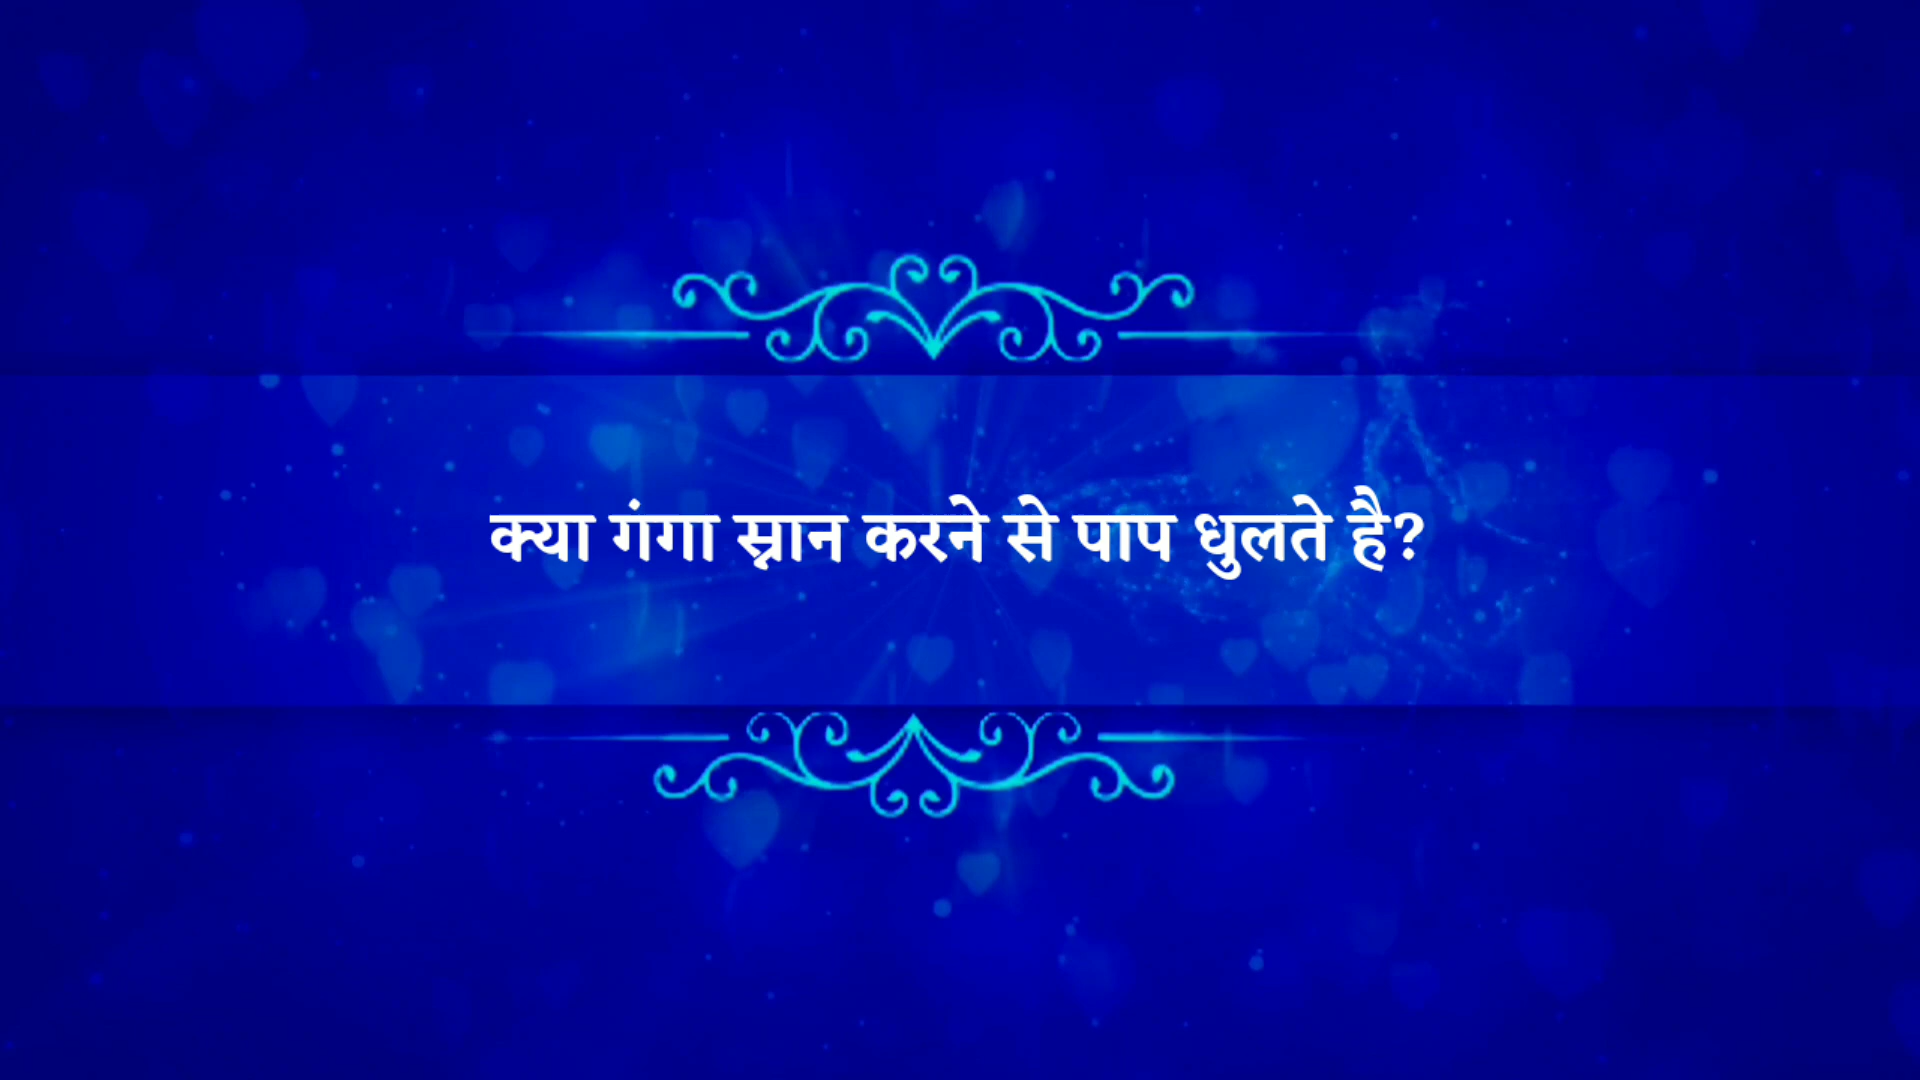 क्या गंगा स्नान करने से पाप धुलते है?